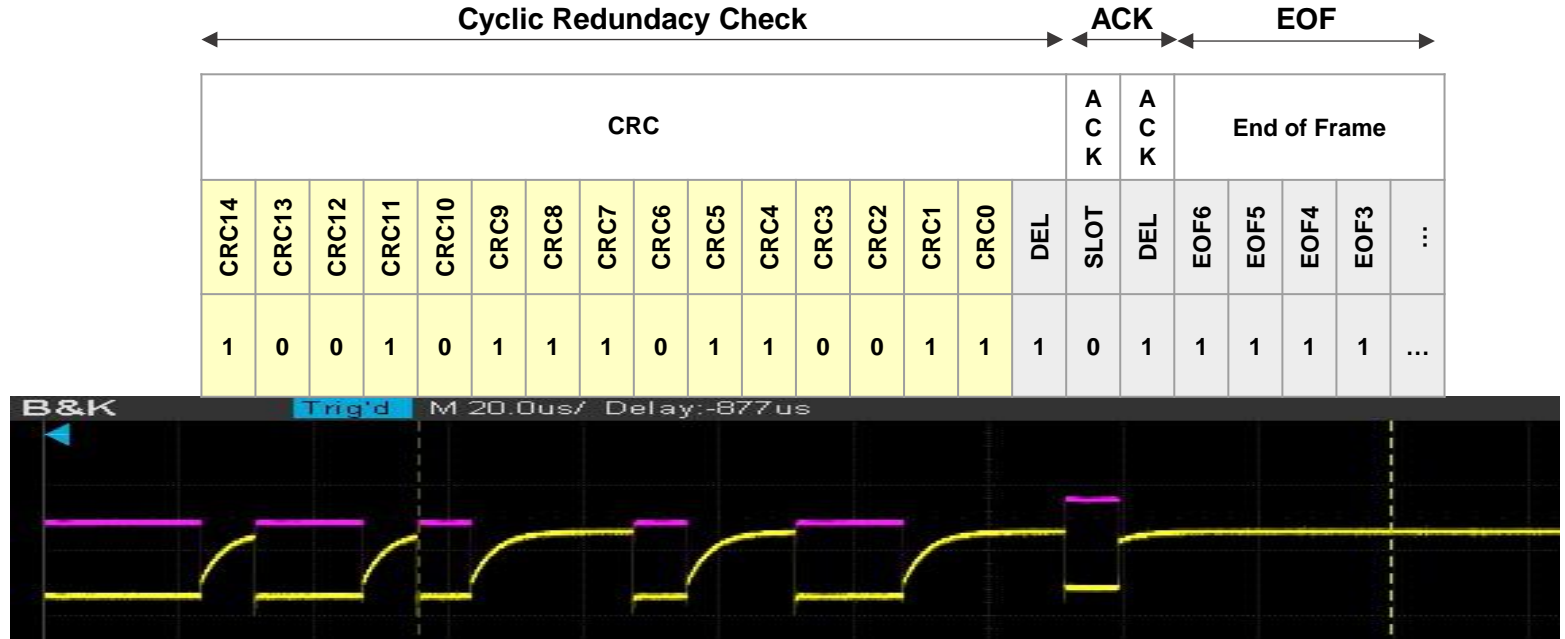 Cyclic Redundacy Check ACK EOF
CRC ACK ACK End of Frame
CRC14 CRC13 CRC12 CRC11 CRC10 CRC9 CRC8 CRC7 CRC6 CRC5 CRC4 CRC3 CRC2 CRC1 CRC0 DEL SLOT DEL EOF6 EOF5 EOF4 EOF3 ...
1 0 0 1 0 1 1 1 0 1 1 0 0 1 1 1 0 1 1 1 1 1 ...
B&K Trig'd M 20.0us/ Delay:-877us